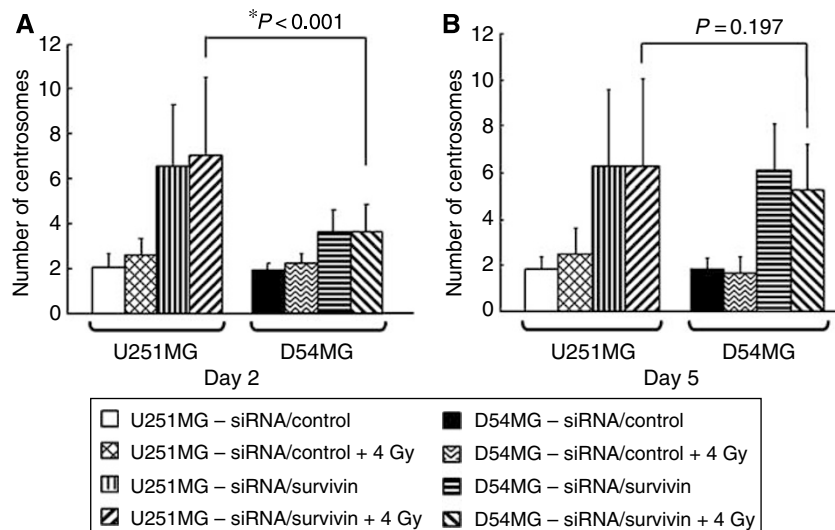 A
*P < 0.001
Number of centrosomes
12
10
8
6
4
2
0
U251MG
D54MG
Day 2
B
P = 0.197
Number of centrosomes
12
10
8
6
4
2
0
U251MG
D54MG
Day 5
U251MG – siRNA/control
U251MG – siRNA/control + 4 Gy
U251MG – siRNA/survivin
U251MG – siRNA/survivin + 4 Gy
D54MG – siRNA/control
D54MG – siRNA/control + 4 Gy
D54MG – siRNA/survivin
D54MG – siRNA/survivin + 4 Gy